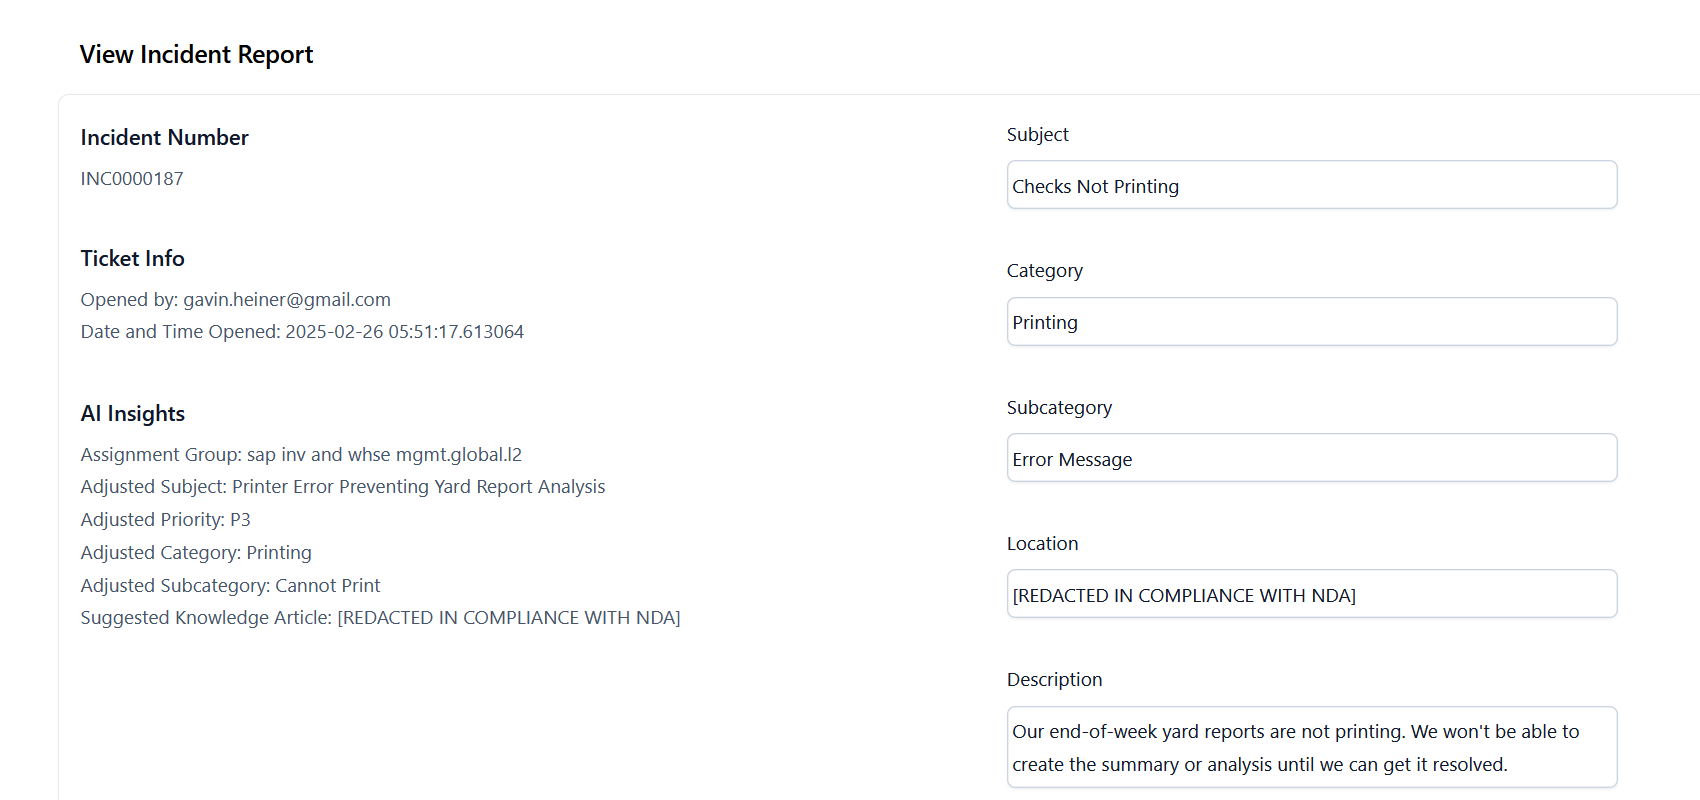 View Incident Report
Incident Number
INC0000187
Ticket Info
Opened by: gavin.heiner@gmail.com
Date and Time Opened: 2025-02-26 05:51:17.613064
AI Insights
Assignment Group: sap inv and whse mgmt.global.l2
Adjusted Subject: Printer Error Preventing Yard Report Analysis
Adjusted Priority: P3
Adjusted Category: Printing
Adjusted Subcategory: Cannot Print
Suggested Knowledge Article: [REDACTED IN COMPLIANCE WITH NDA]
Subject
Checks Not Printing
Category
Printing
Subcategory
Error Message
Location
[REDACTED IN COMPLIANCE WITH NDA]
Description
Our end-of-week yard reports are not printing. We won't be able to
create the summary or analysis until we can get it resolved.